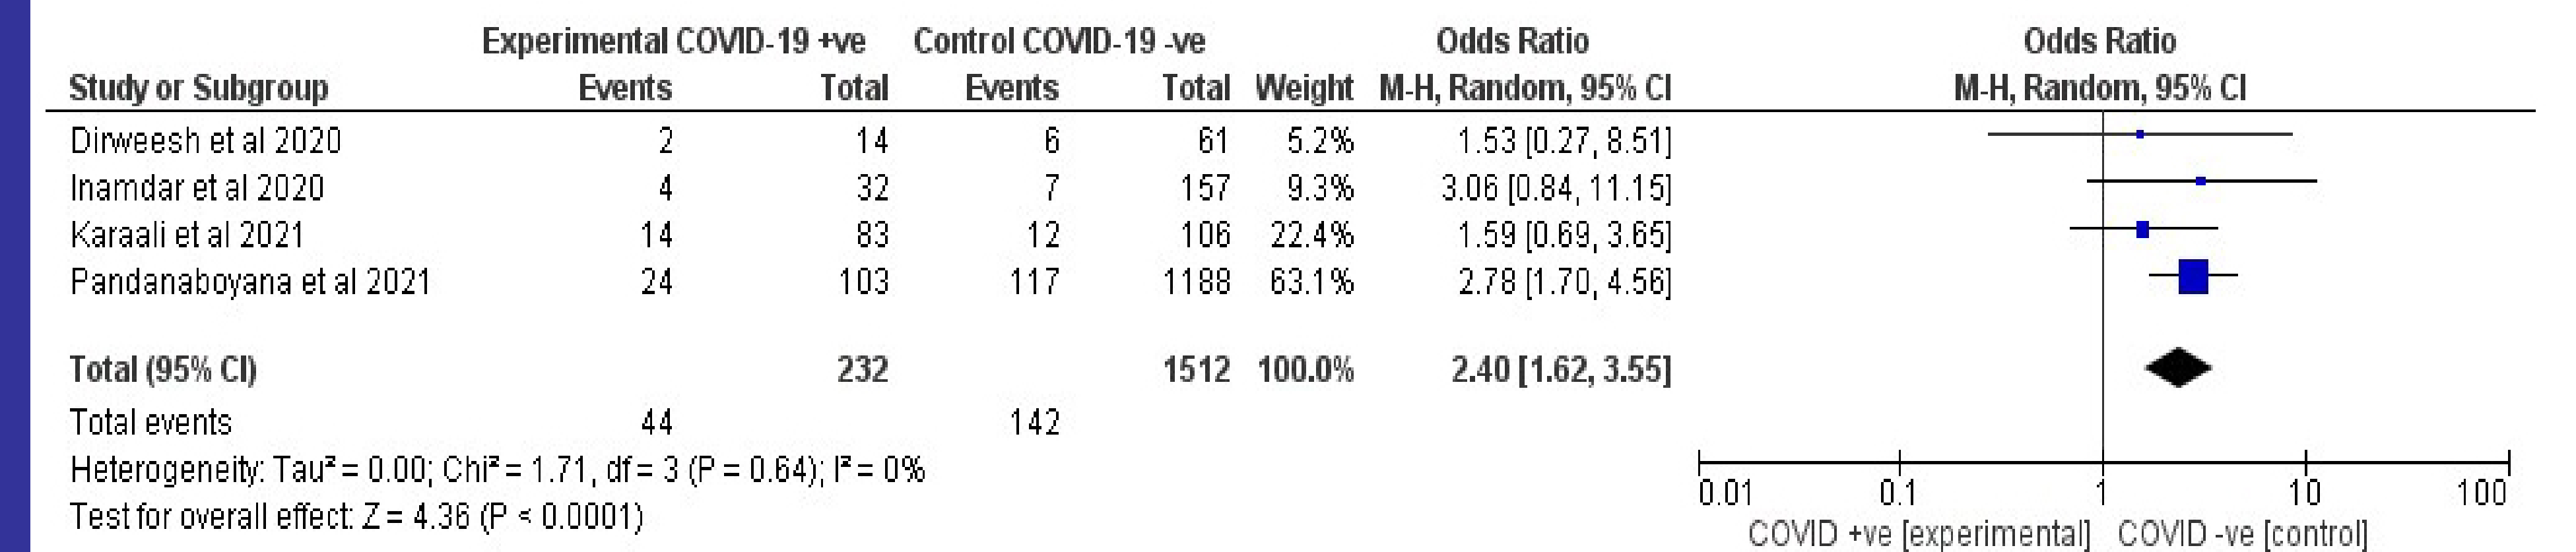 Experimental COVID-19 +ve Control COVID-19 -ve Odds Ratio Odds Ratio
Study or Subgroup Events Total Events Total Weight M-H, Random, 95% CI M-H, Random, 95% CI
Dirweesh et al 2020 2 14 6 61 5.2% 1.53 [0.27, 8.51]
Inamdar et al 2020 4 32 7 157 9.3% 3.06 [0.84, 11.15]
Karaali et al 2021 14 83 12 106 22.4% 1.59 [0.69, 3.65]
Pandanaboyana et al 2021 24 103 117 1188 63.1% 2.78 [1.70, 4.56]
Total (95% CI) 232 1512 100.0% 2.40 [1.62, 3.55]
Total events 44 142
Heterogeneity: Tau² = 0.00; Chi² = 1.71, df = 3 (P = 0.64); I² = 0%
Test for overall effect: Z = 4.36 (P < 0.0001)
0.01 0.1 1 10 100
COVID +ve [experimental] COVID -ve [control]